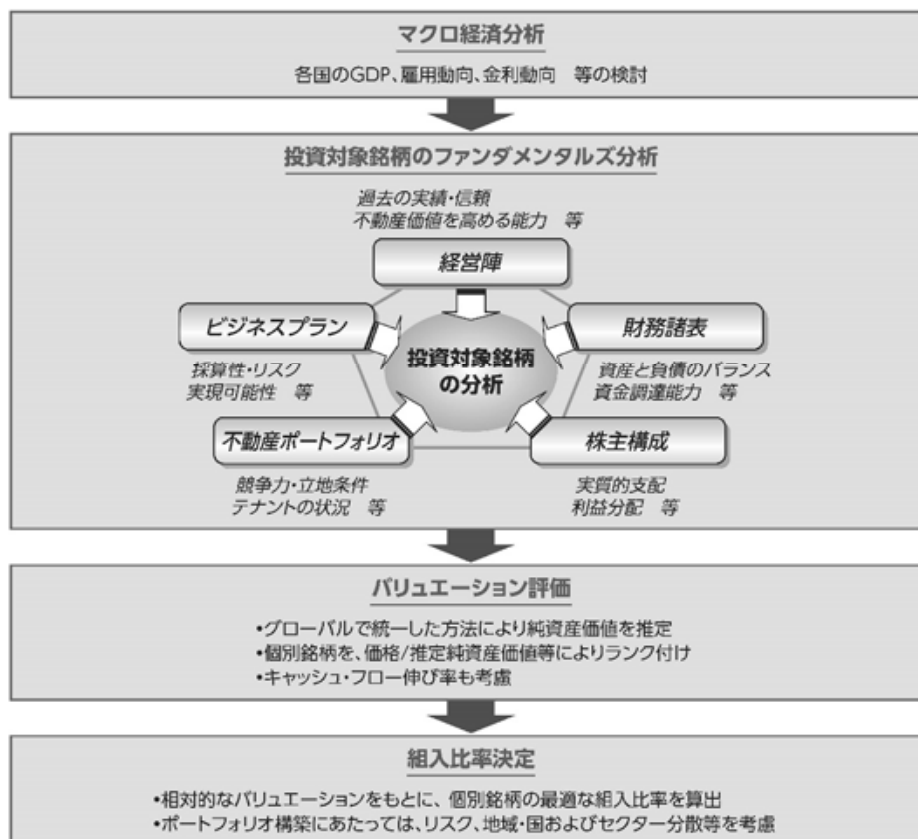 マクロ経済分析
各国のGDP、雇用動向、金利動向　等の検討
投資対象銘柄のファンダメンタルズ分析
過去の実績・信頼
不動産価値を高める能力　等
経営陣
ビジネスプラン
採算性・リスク
実現可能性　等
財務諸表
資産と負債のバランス
資金調達能力　等
投資対象銘柄
の分析
不動産ポートフォリオ
競争力・立地条件
テナントの状況　等
株主構成
実質的支配
利益分配　等
バリュエーション評価
•グローバルで統一した方法により純資産価値を推定
•個別銘柄を、価格/推定純資産価値等によりランク付け
•キャッシュ・フロー伸び率も考慮
組入比率決定
•相対的なバリュエーションをもとに、個別銘柄の最適な組入比率を算出
•ポートフォリオ構築にあたっては、リスク、地域・国およびセクター分散等を考慮